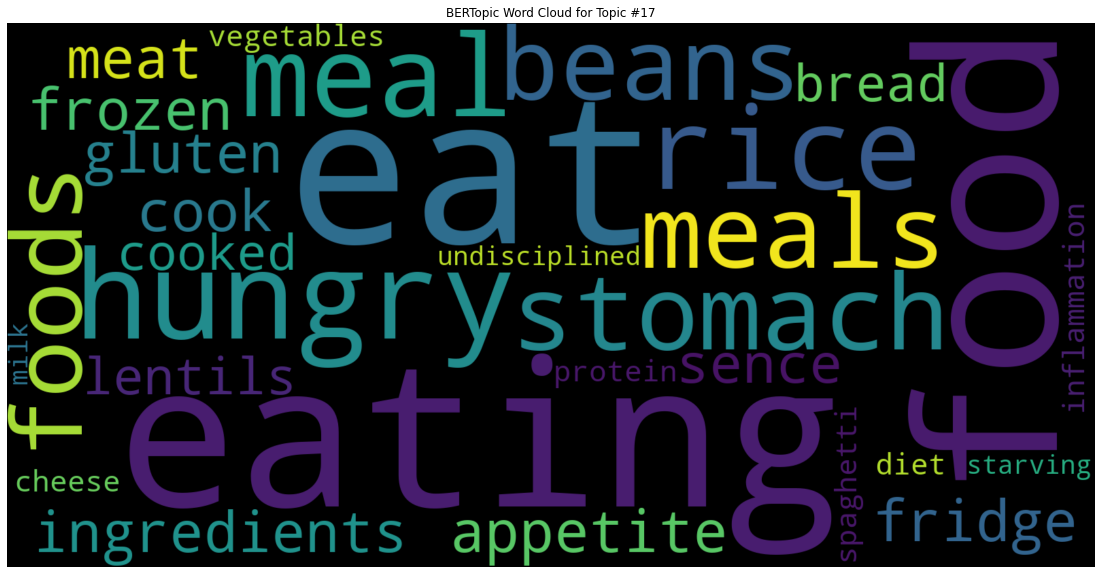 BERTopic Word Cloud for Topic #17
vegetables
meat
meal
beans
bread
food
frozen
eat
rice
gluten
foods
cook
meals
cooked
undisciplined
inflammation
hungry
stomach
milk
lentils
protein
sence
eating
spaghetti
diet
starving
cheese
ingredients
appetite
fridge